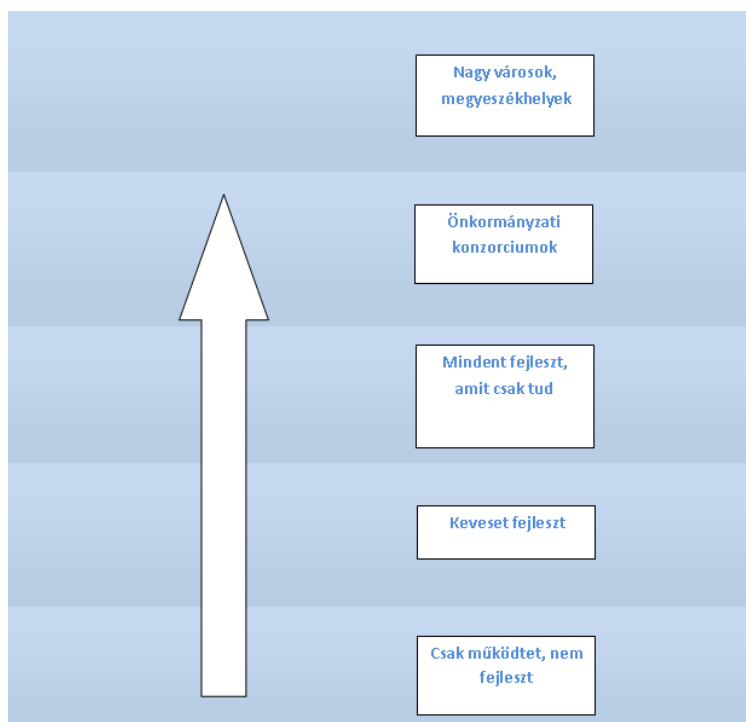 Nagy városok,
megyeszékhelyek
Önkormányzati
konzorciumok
Mindent fejleszt,
amit csak tud
Keveset fejleszt
Csak működtet, nem
fejleszt